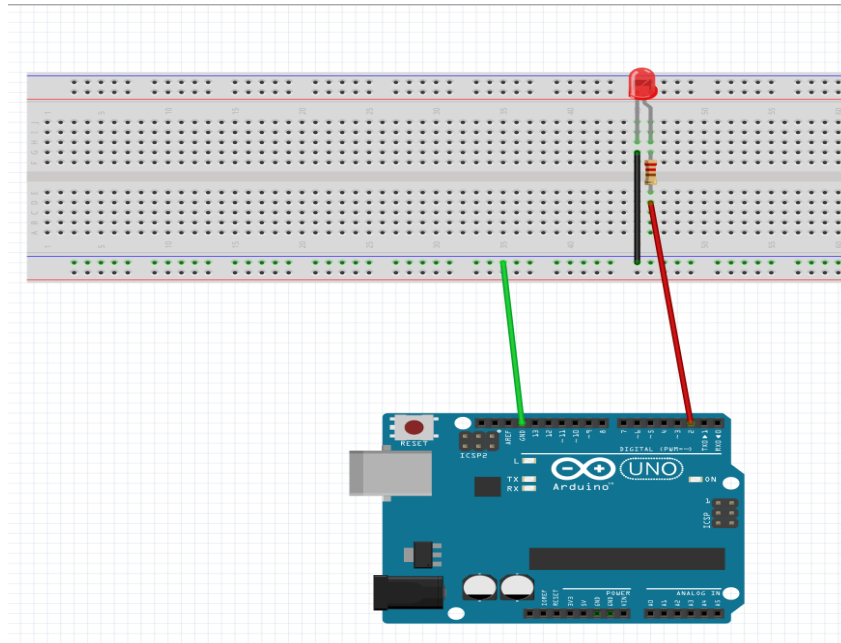 RESET
ICSP2
AREF
GND
13
12
~11
~10
~9
8
7
~6
~5
4
~3
2
TX▶1
RX◀0
DIGITAL (PWM=~)
L
TX
RX
UNO
Arduino
ON
1
ICSP
POWER
ANALOG IN
IOREF
RESET
3V3
5V
GND
GND
VIN
A0
A1
A2
A3
A4
A5